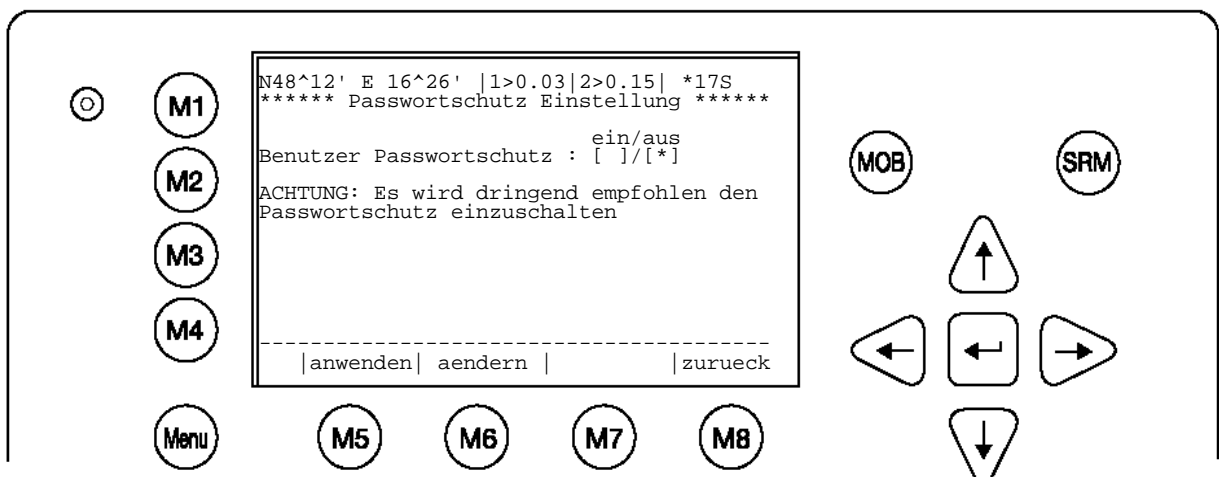 N48^12' E 16^26' |1>0.03|2>0.15| *17S
****** Passwortschutz Einstellung ******
ein/aus
Benutzer Passwortschutz : [ ]/[*]
ACHTUNG: Es wird dringend empfohlen den
Passwortschutz einzuschalten
-----------------------------------------
|anwenden| aendern | |zurueck
M1
M2
M3
M4
Menu
M5
M6
M7
M8
MOB
SRM